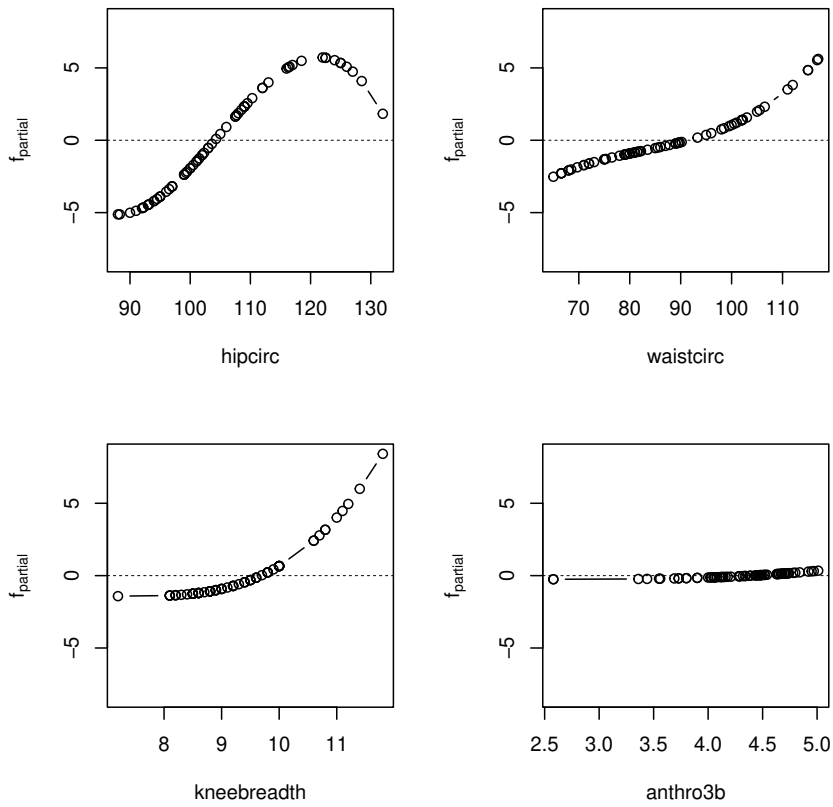 f_partial
5
0
−5
90 100 110 120 130
hipcirc
f_partial
5
0
−5
70 80 90 100 110
waistcirc
f_partial
5
0
−5
8 9 10 11
kneebreadth
f_partial
5
0
−5
2.5 3.0 3.5 4.0 4.5 5.0
anthro3b